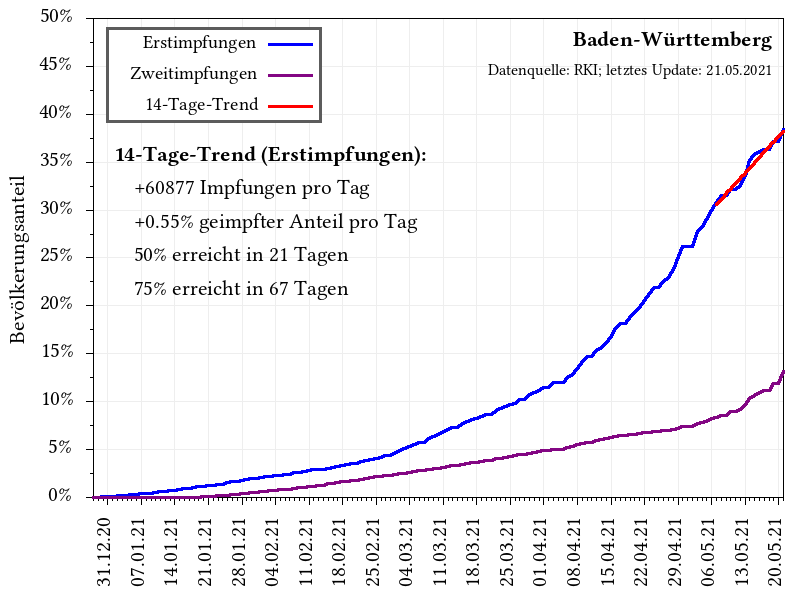 50%
45%
40%
35%
30%
25%
20%
15%
10%
5%
0%
Bevölkerungsanteil
Erstimpfungen
Zweitimpfungen
14-Tage-Trend
Baden-Württemberg
Datenquelle: RKI; letztes Update: 21.05.2021
14-Tage-Trend (Erstimpfungen):
+60877 Impfungen pro Tag
+0.55% geimpfter Anteil pro Tag
50% erreicht in 21 Tagen
75% erreicht in 67 Tagen
31.12.20
07.01.21
14.01.21
21.01.21
28.01.21
04.02.21
11.02.21
18.02.21
25.02.21
04.03.21
11.03.21
18.03.21
25.03.21
01.04.21
08.04.21
15.04.21
22.04.21
29.04.21
06.05.21
13.05.21
20.05.21